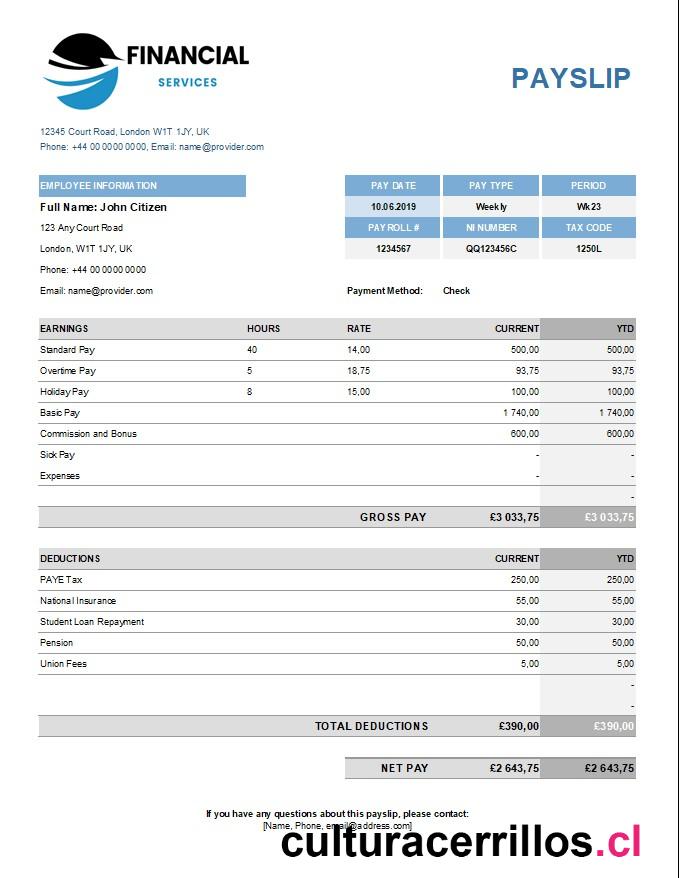 FINANCIAL
SERVICES
PAYSLIP
12345 Court Road, London W1T 1JY, UK
Phone: +44 00 0000 0000, Email: name@provider.com
EMPLOYEE INFORMATION
PAY DATE PAY TYPE PERIOD
Full Name: John Citizen
10.06.2019 Weekly Wk 23
123 Any Court Road
PAYROLL # NI NUMBER TAX CODE
London, W1T 1JY, UK
1234567 QQ123456C 1250L
Phone: +44 00 0000 0000
Email: name@provider.com
Payment Method: Check
EARNINGS HOURS RATE CURRENT YTD
Standard Pay 40 14,00 500,00 500,00
Overtime Pay 5 18,75 93,75 93,75
Holiday Pay 8 15,00 100,00 100,00
Basic Pay 1 740,00 1 740,00
Commission and Bonus 600,00 600,00
Sick Pay - -
Expenses - -
-
GROSS PAY £3 033,75 £3 033,75
DEDUCTIONS CURRENT YTD
PAYE Tax 250,00 250,00
National Insurance 55,00 55,00
Student Loan Repayment 30,00 30,00
Pension 50,00 50,00
Union Fees 5,00 5,00
-
-
TOTAL DEDUCTIONS £390,00 £390,00
NET PAY £2 643,75 £2 643,75
If you have any questions about this payslip, please contact:
[Name, Phone, email@address.com]
culturacerrillos.cl